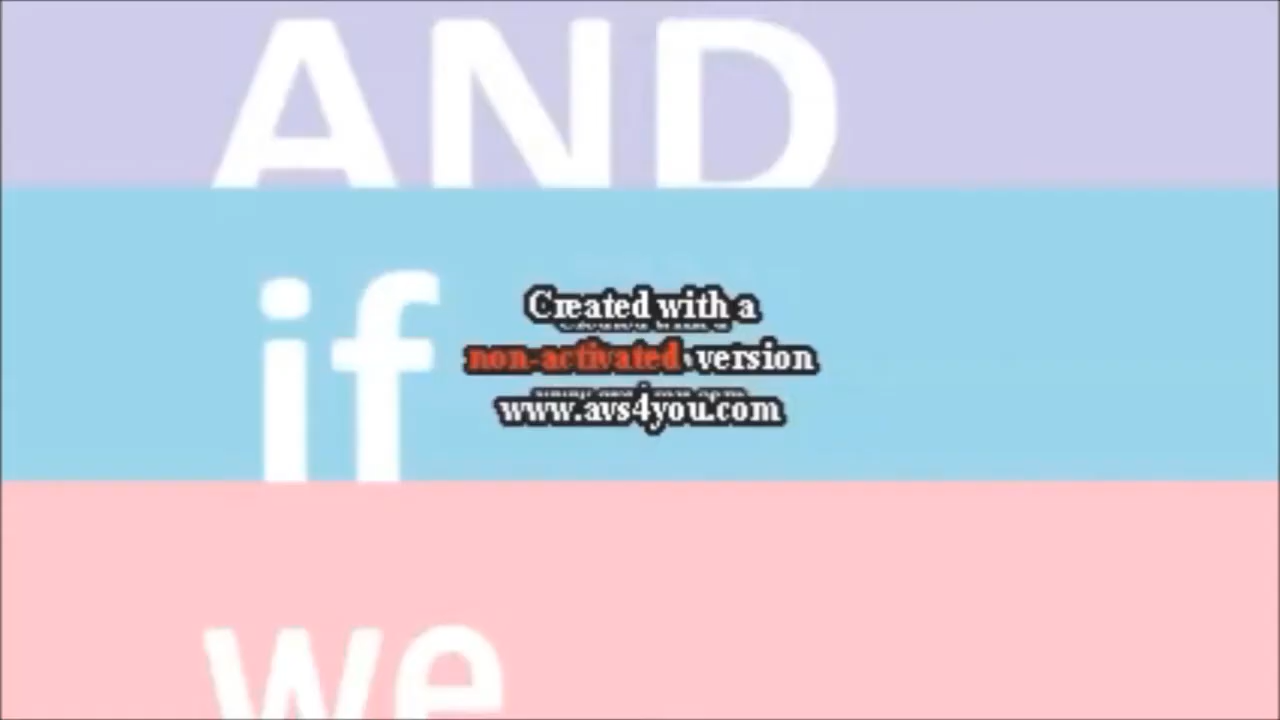 AND
if
Created with a
non-activated version
www.avs4you.com
we